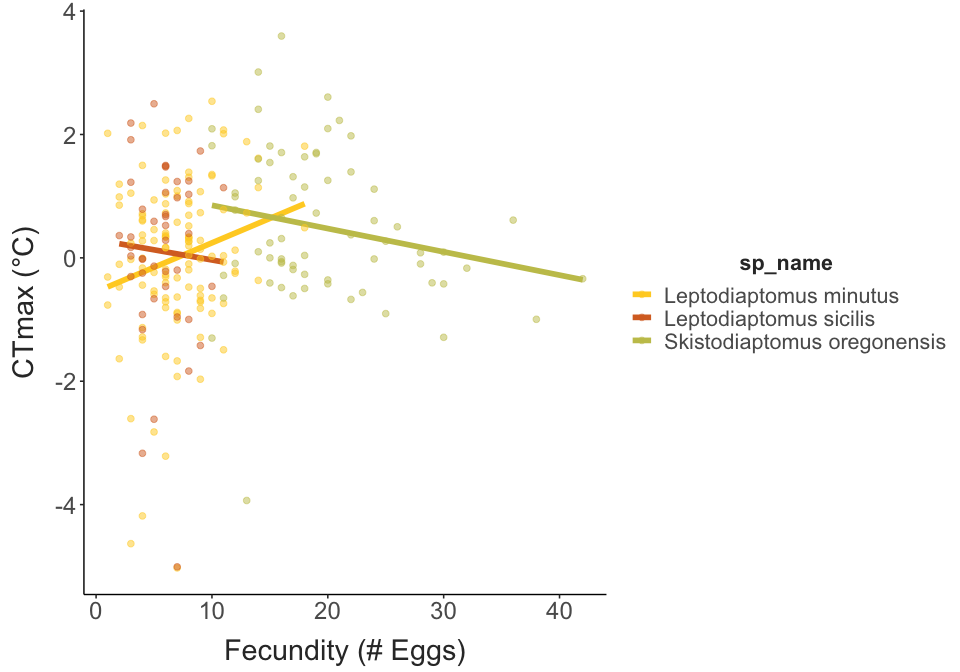 4
2
0
-2
-4
CTmax (°C)
0 10 20 30 40
Fecundity (# Eggs)
sp_name
Leptodiaptomus minutus
Leptodiaptomus sicilis
Skistodiaptomus oregonensis